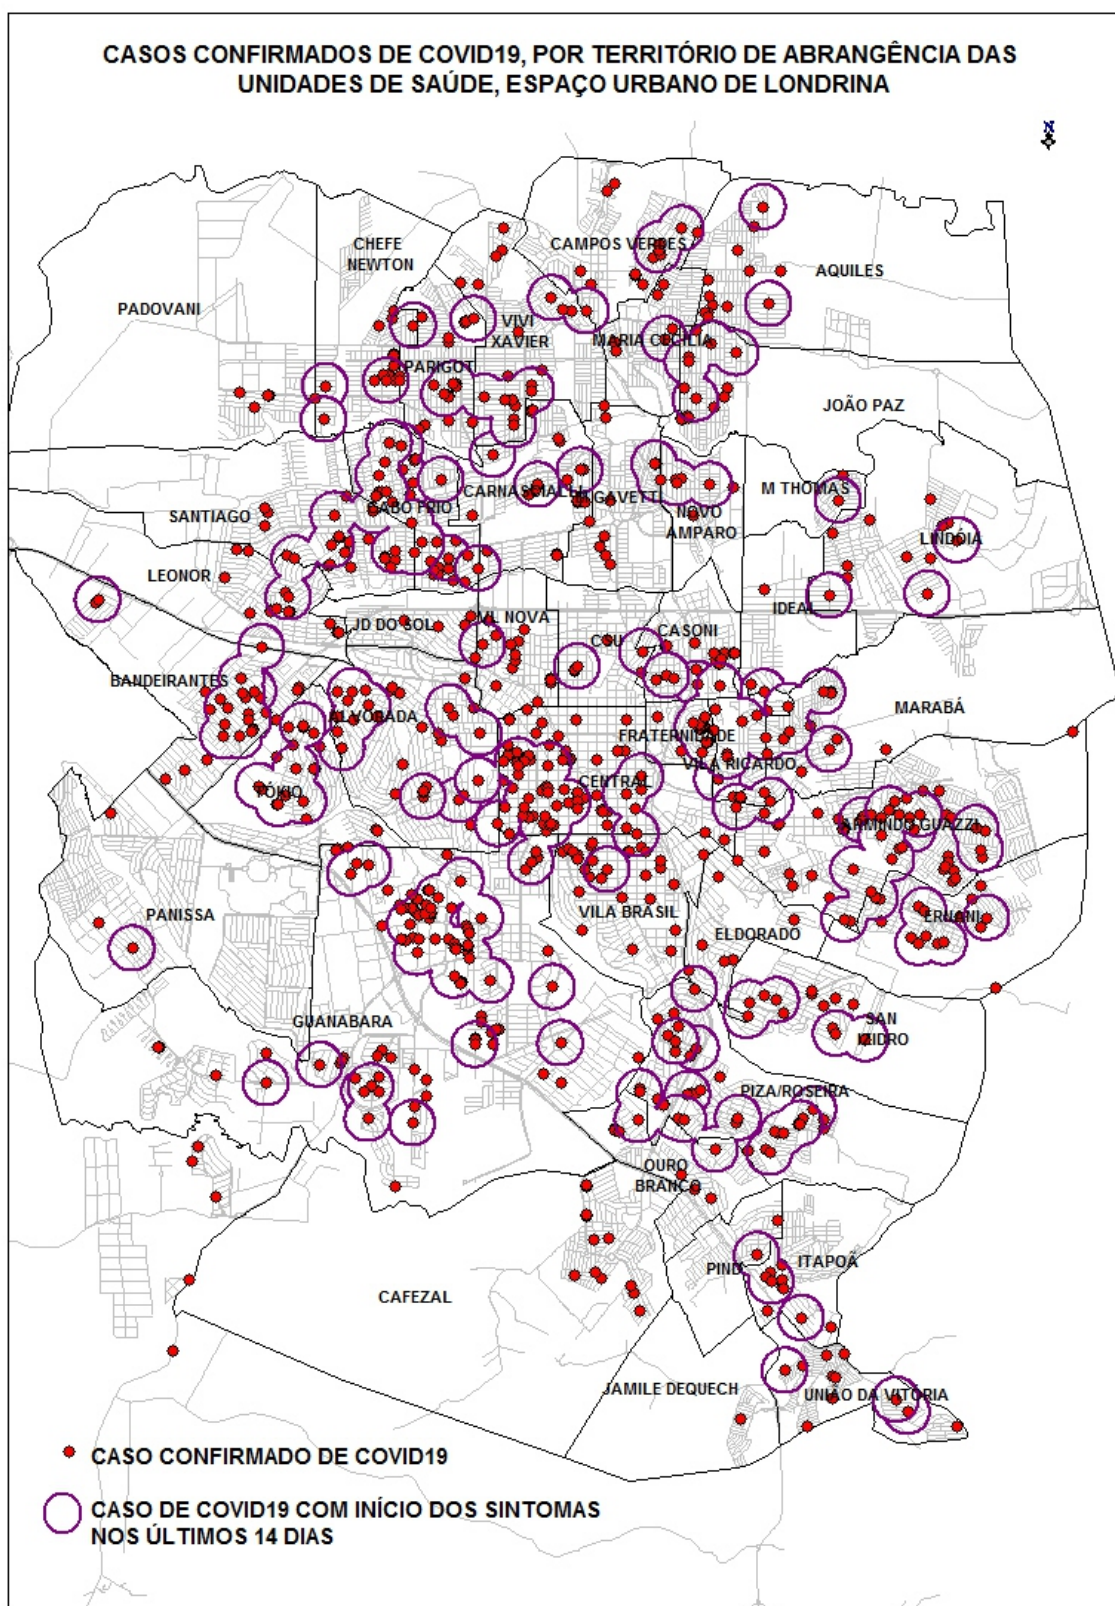 CASOS CONFIRMADOS DE COVID19, POR TERRITÓRIO DE ABRANGÊNCIA DAS
UNIDADES DE SAÚDE, ESPAÇO URBANO DE LONDRINA
N
CHEFE
NEWTON
CAMPOS VERDES
AQUILES
PADOVANI
VIVI
XAVIER
MARIA CECÍLIA
PARIGOT
JOÃO PAZ
CARNASCIALLI
M THOMAS
CABO FRIO
NOVO
AMPARO
SANTIAGO
LINDÓIA
LEONOR
IDEAL
JD DO SOL
VL NOVA
CSU
CASONI
BANDEIRANTES
MARABÁ
ALVORADA
FRATERNIDADE
VILA RICARDO
CENTRAL
TÓKIO
ARMINDO GUAZZI
PANISSA
VILA BRASIL
ERNANI
ELDORADO
GUANABARA
SAN
IZIDRO
PIZA/ROSEIRA
OURO
BRANCO
PIND
ITAPOÃ
CAFEZAL
JAMILE DEQUECH
UNIÃO DA VITÓRIA
CASO CONFIRMADO DE COVID19
CASO DE COVID19 COM INÍCIO DOS SINTOMAS
NOS ÚLTIMOS 14 DIAS